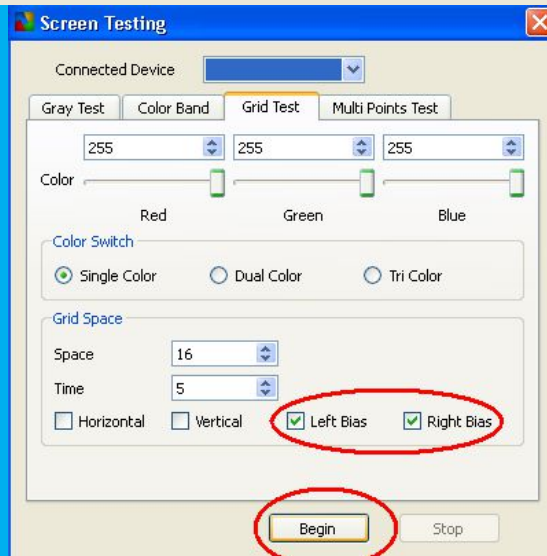 Screen Testing
Connected Device
Gray Test Color Band Grid Test Multi Points Test
255 255 255
Color
Red Green Blue
Color Switch
Single Color Dual Color Tri Color
Grid Space
Space 16
Time 5
Horizontal Vertical Left Bias Right Bias
Begin Stop